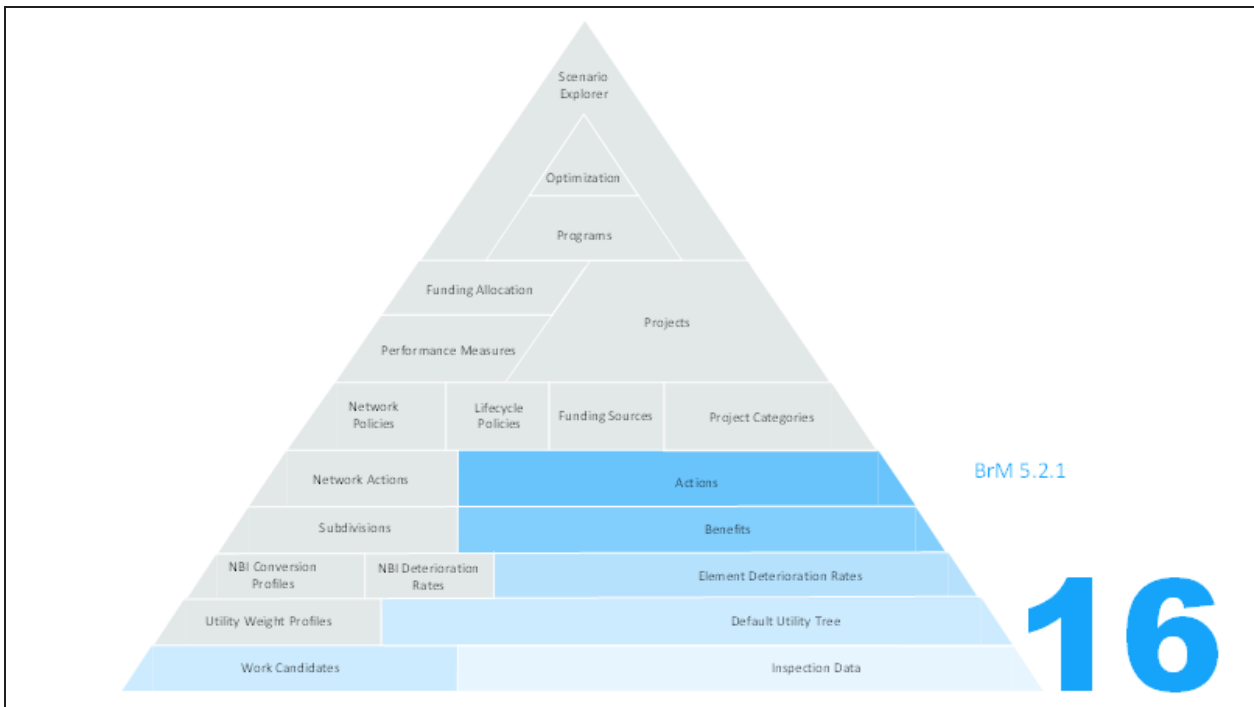 Scenario
Explorer
Optimization
Programs
Funding Allocation
Projects
Performance Measures
Network
Policies
Lifecycle
Policies
Funding Sources
Project Categories
Network Actions
Actions
BrM 5.2.1
Subdivisions
Benefits
NBI Conversion
Profiles
NBI Deterioration
Rates
Element Deterioration Rates
Utility Weight Profiles
Default Utility Tree
Work Candidates
Inspection Data
16